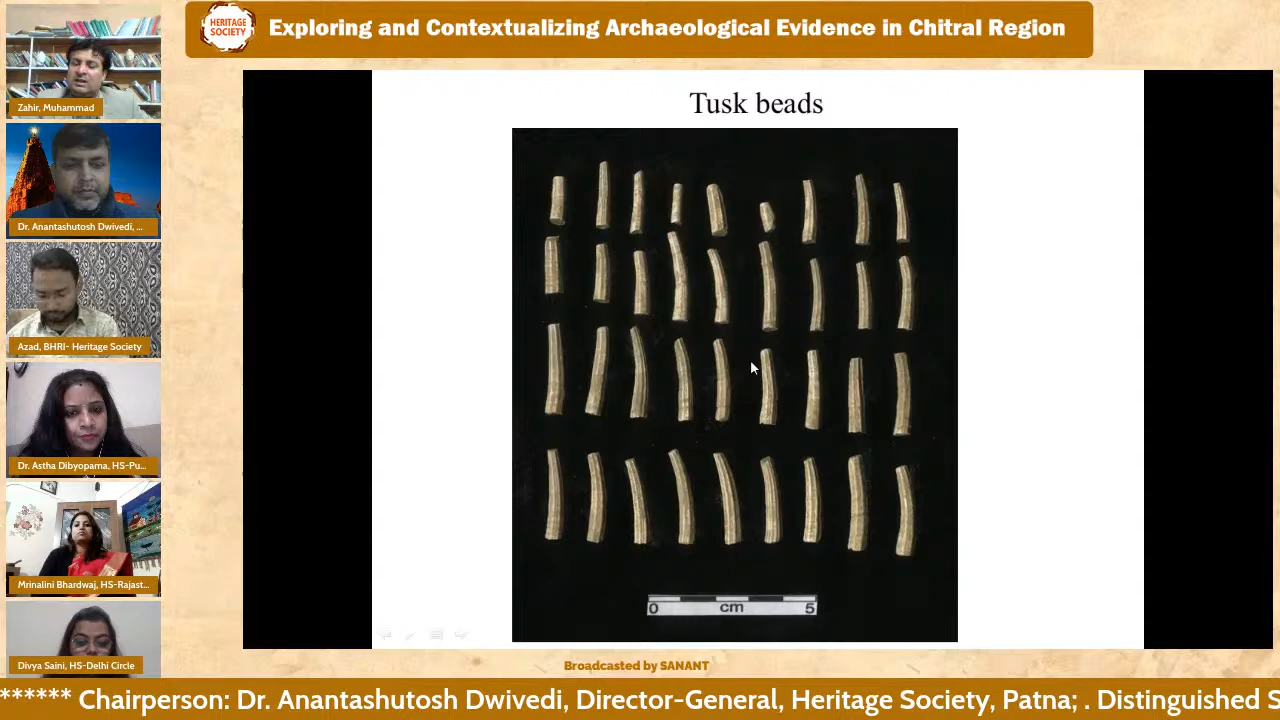 HERITAGE
SOCIETY
Exploring and Contextualizing Archaeological Evidence in Chitral Region
Zahir, Muhammad
Dr. Anantashutosh Dwivedi, ...
Azad, BHRI- Heritage Society
Dr. Astha Dibyopama, HS-Pu...
Mrinalini Bhardwaj, HS-Rajast...
Divya Saini, HS-Delhi Circle
Tusk beads
0 cm 5
Broadcasted by SANANT
****** Chairperson: Dr. Anantashutosh Dwivedi, Director-General, Heritage Society, Patna; . Distinguished S